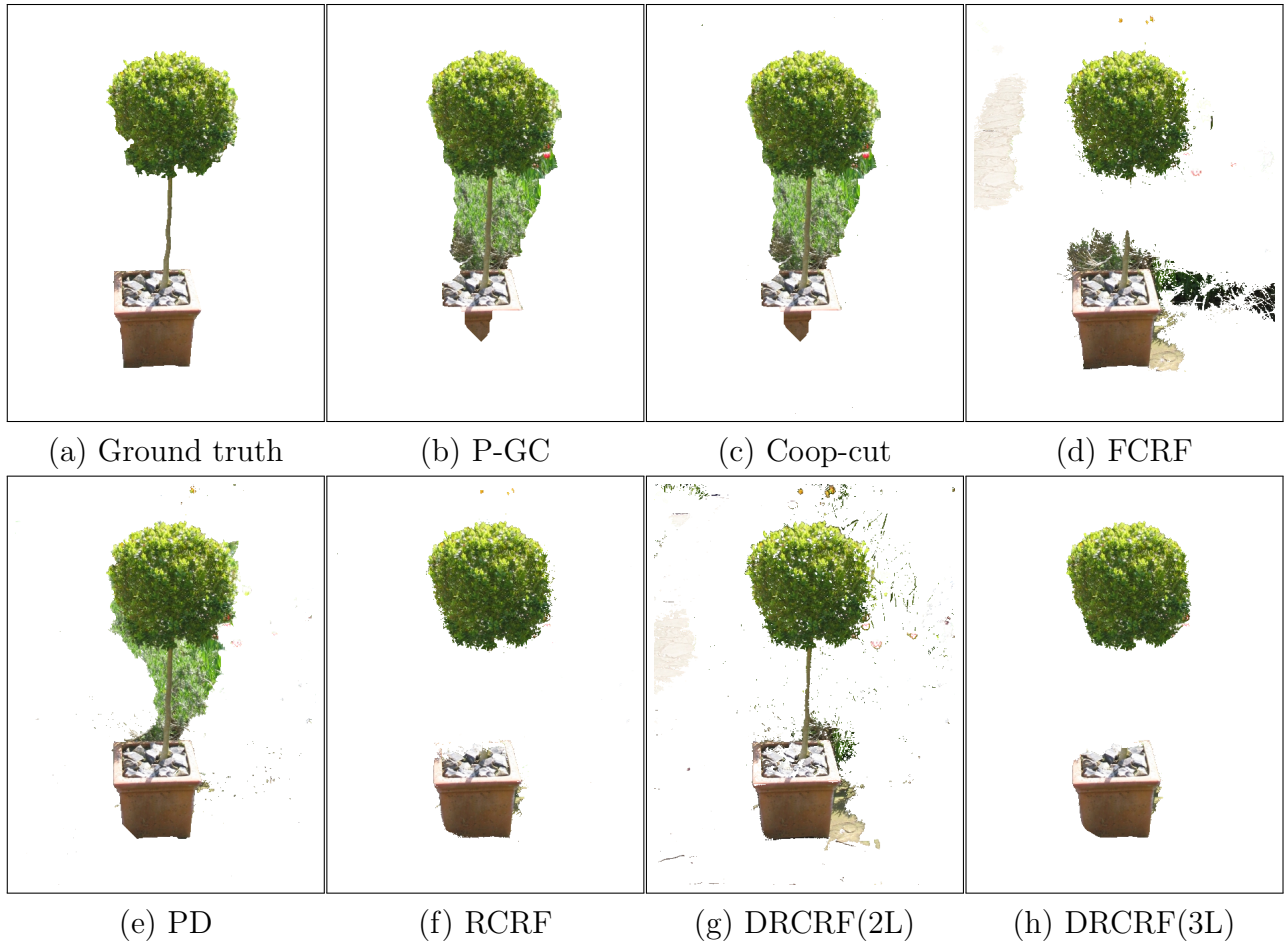 (a) Ground truth
(b) P-GC
(c) Coop-cut
(d) FCRF
(e) PD
(f) RCRF
(g) DRCRF(2L)
(h) DRCRF(3L)